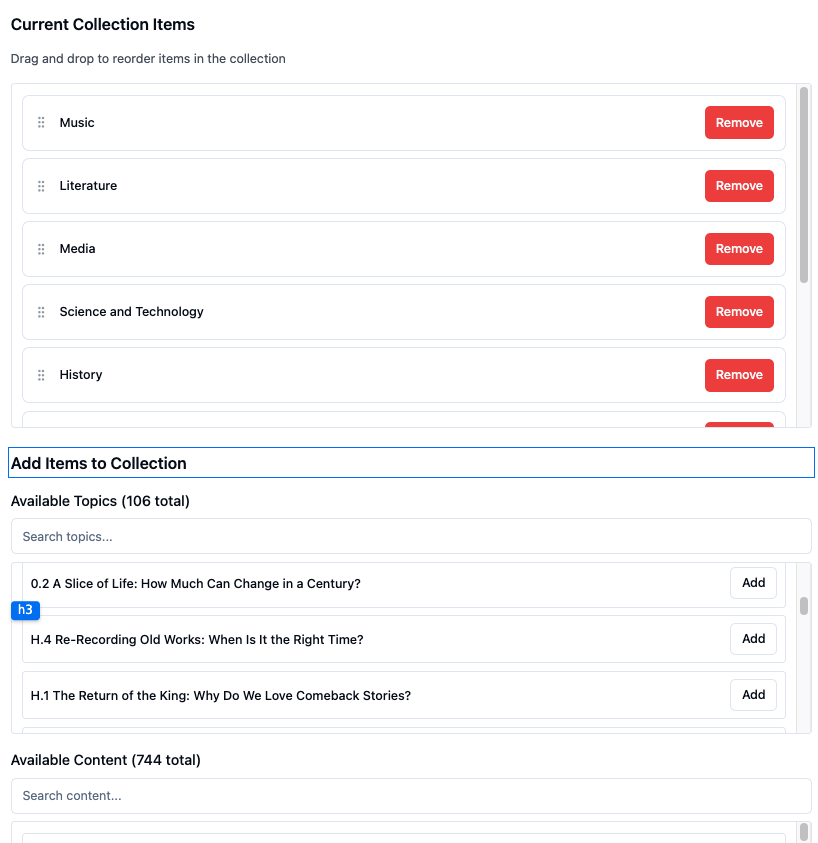 Current Collection Items
Drag and drop to reorder items in the collection
Music
Remove
Literature
Remove
Media
Remove
Science and Technology
Remove
History
Remove
Add Items to Collection
Available Topics (106 total)
Search topics...
0.2 A Slice of Life: How Much Can Change in a Century?
Add
h3
H.4 Re-Recording Old Works: When Is It the Right Time?
Add
H.1 The Return of the King: Why Do We Love Comeback Stories?
Add
Available Content (744 total)
Search content...